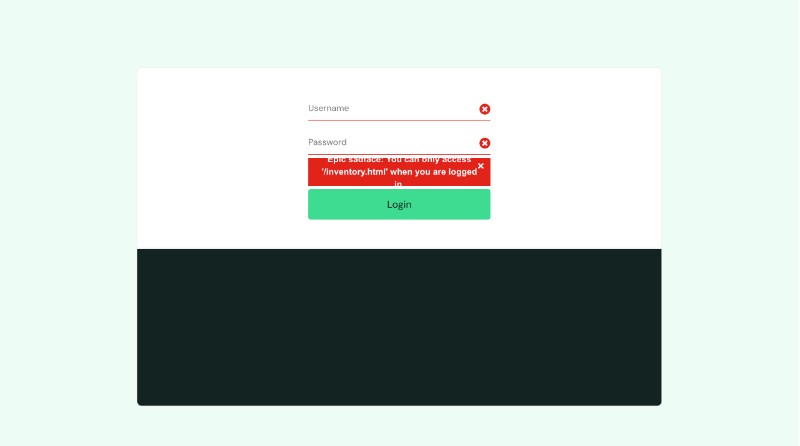 Username
Password
Epic sadface: You can only access
'/inventory.html' when you are logged
in
Login